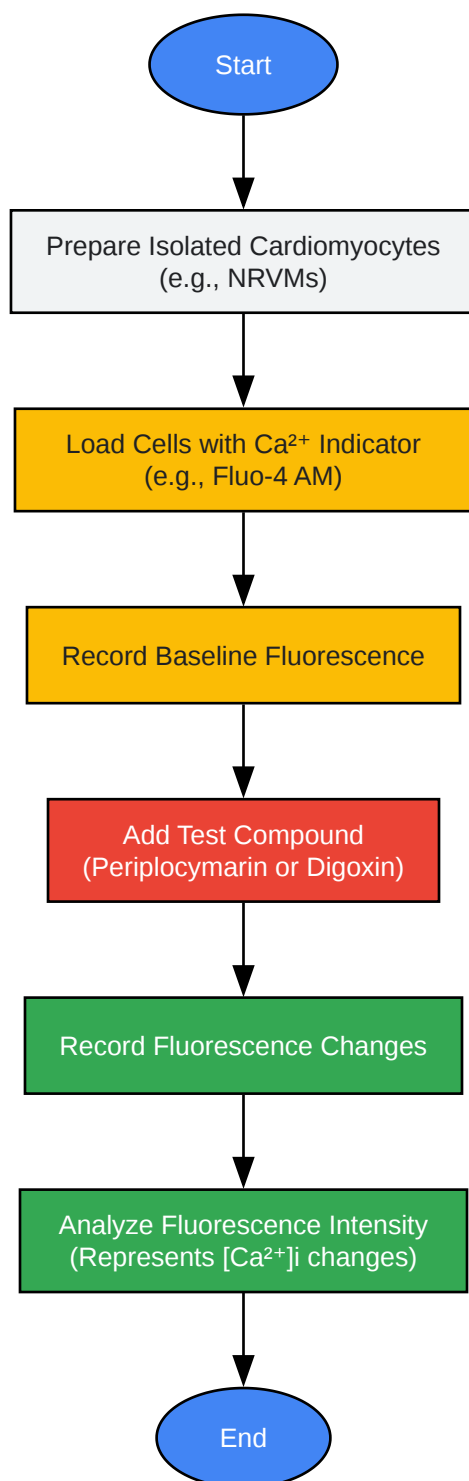 Start
Prepare Isolated Cardiomyocytes
(e.g., NRVMs)
Load Cells with Ca²⁺ Indicator
(e.g., Fluo-4 AM)
Record Baseline Fluorescence
Add Test Compound
(Periplocymarin or Digoxin)
Record Fluorescence Changes
Analyze Fluorescence Intensity
(Represents [Ca²⁺]i changes)
End